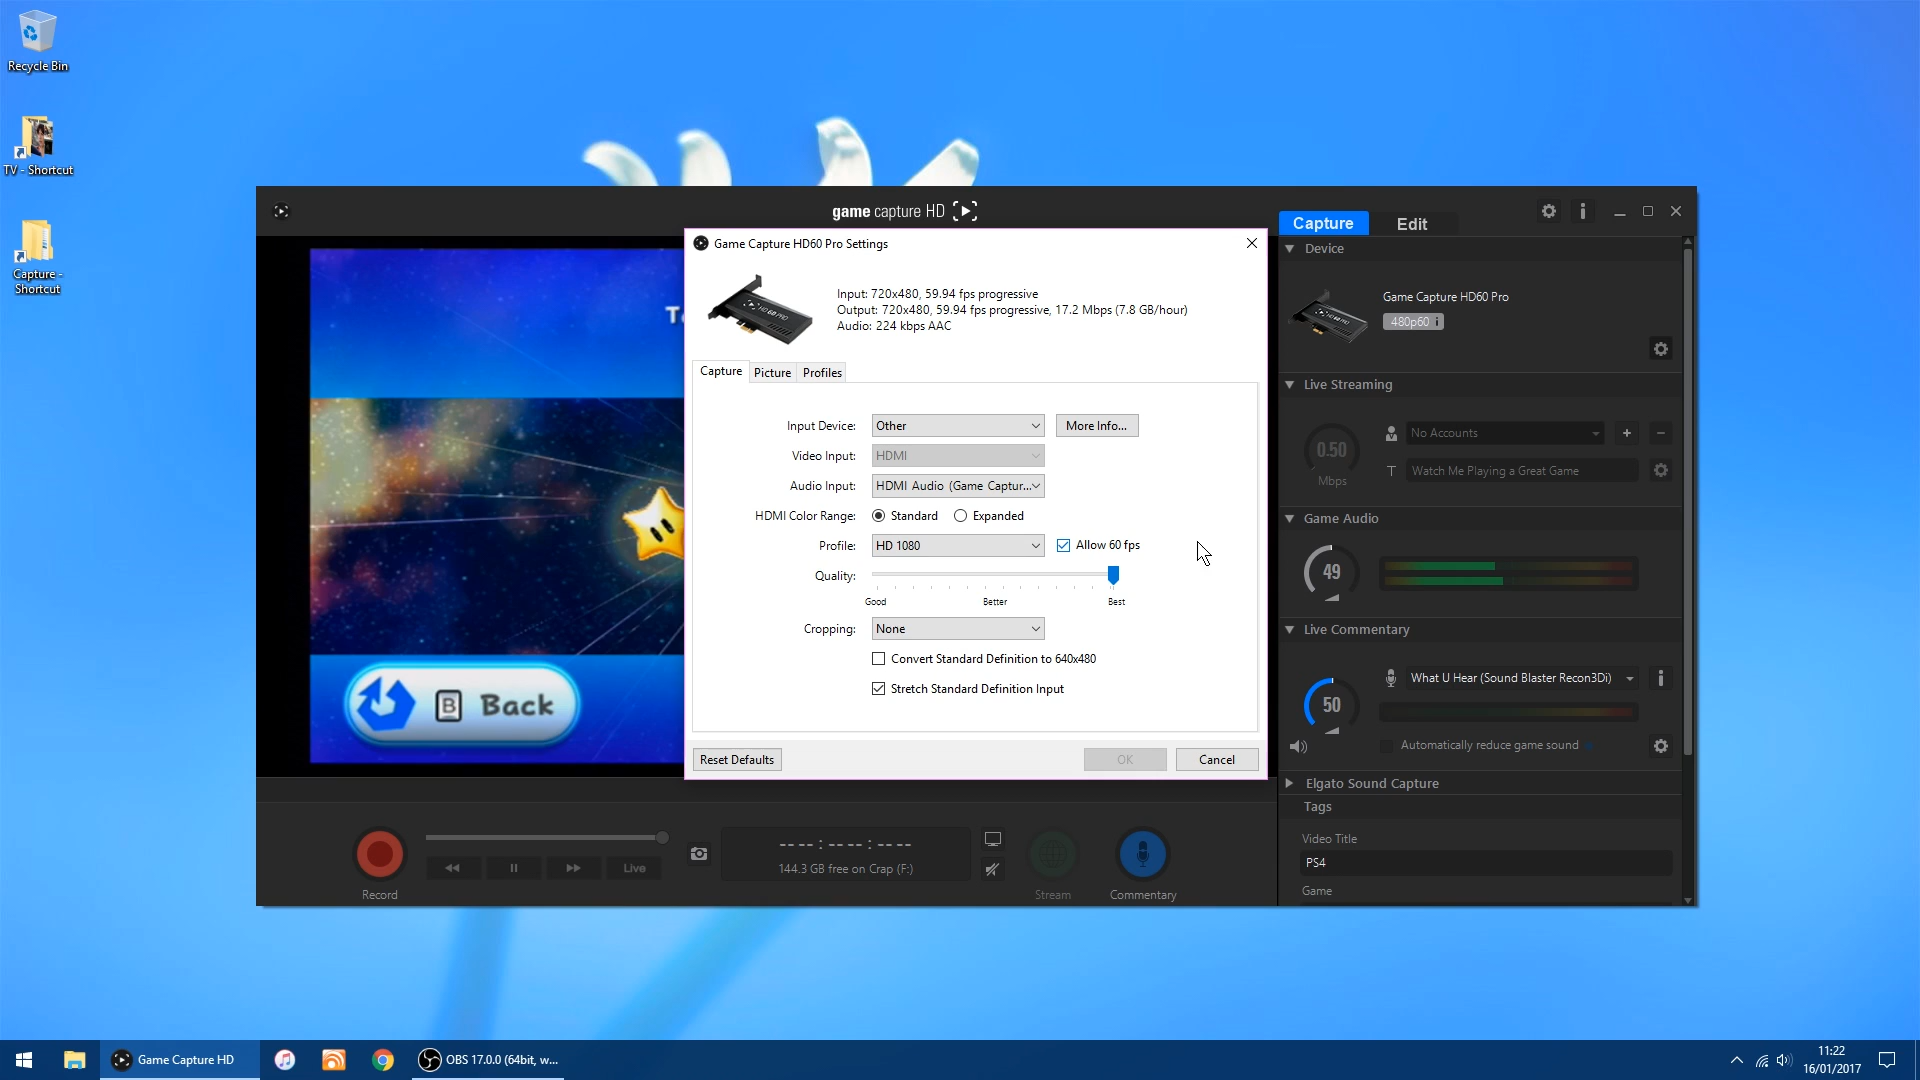 Recycle Bin
TV - Shortcut
Capture -
Shortcut
game capture HD
Capture
Edit
Game Capture HD60 Pro Settings
HD60 PRO
Input: 720x480, 59.94 fps progressive
Output: 720x480, 59.94 fps progressive, 17.2 Mbps (7.8 GB/hour)
Audio: 224 kbps AAC
Capture
Picture
Profiles
Input Device:
Other
More Info...
Video Input:
HDMI
Audio Input:
HDMI Audio (Game Captur...
HDMI Color Range:
Standard
Expanded
Profile:
HD 1080
Allow 60 fps
Quality:
Good
Better
Best
Cropping:
None
Convert Standard Definition to 640x480
Stretch Standard Definition Input
Reset Defaults
OK
Cancel
B Back
Device
Game Capture HD60 Pro
480p60 i
Live Streaming
0.50
Mbps
No Accounts
+
-
T Watch Me Playing a Great Game
Game Audio
49
Live Commentary
50
What U Hear (Sound Blaster Recon3Di)
Automatically reduce game sound
Elgato Sound Capture
Tags
Video Title
PS4
Game
Record
Live
-- -- : -- -- : -- --
144.3 GB free on Crap (F:)
Stream
Commentary
Game Capture HD
OBS 17.0.0 (64bit, w...
11:22
16/01/2017